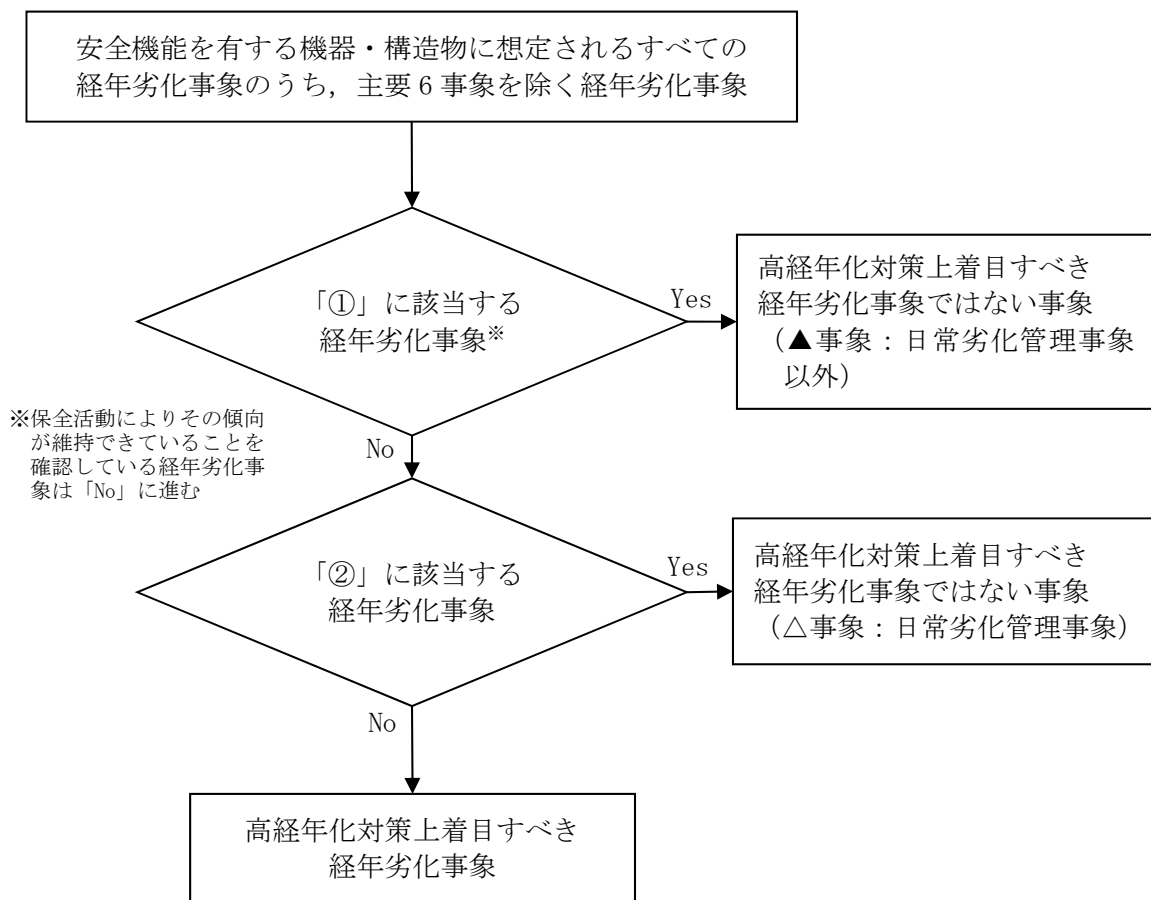 安全機能を有する機器・構造物に想定されるすべての
経年劣化事象のうち，主要6事象を除く経年劣化事象
「①」に該当する
経年劣化事象※
Yes
高経年化対策上着目すべき
経年劣化事象ではない事象
（▲事象：日常劣化管理事象
以外）
※保全活動によりその傾向
が維持できていることを
確認している経年劣化事
象は「No」に進む
No
「②」に該当する
経年劣化事象
Yes
高経年化対策上着目すべき
経年劣化事象ではない事象
（△事象：日常劣化管理事象）
No
高経年化対策上着目すべき
経年劣化事象